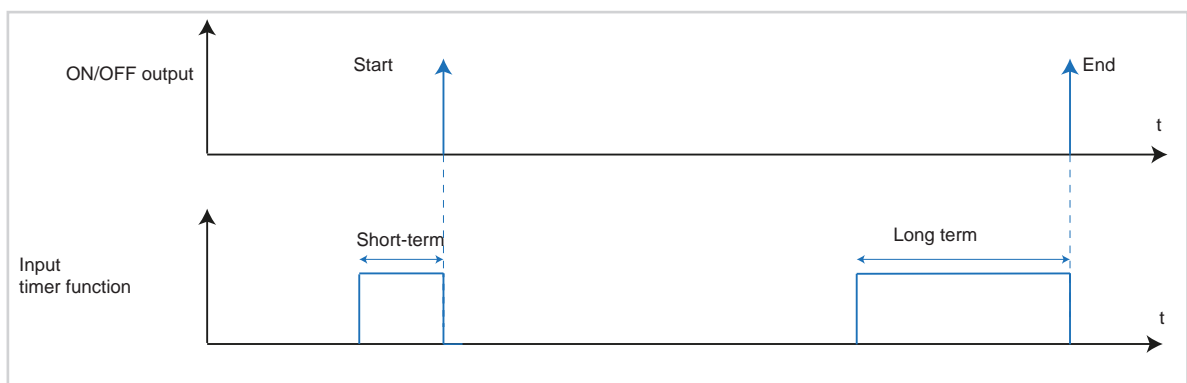 Start
End
ON/OFF output
t
Short-term
Long term
Input
timer function
t